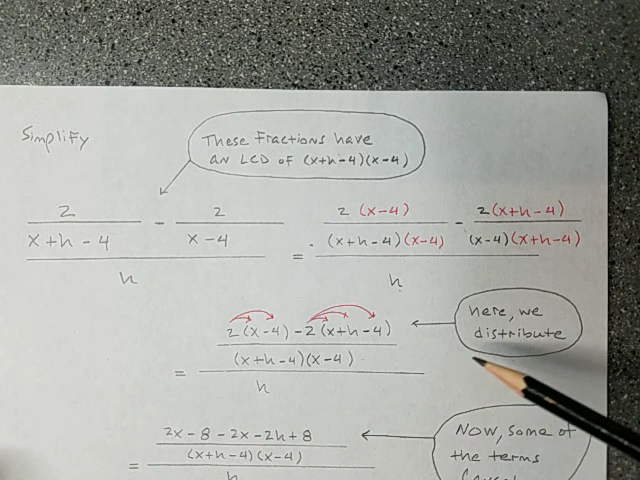 Simplify
These Fractions have
AN LCD OF (x+h-4)(x-4)
2 / (x+h-4) - 2 / (x-4)
h
= 2(x-4) / (x+h-4)(x-4) - 2(x+h-4) / (x-4)(x+h-4)
h
here, we
distribute
= 2(x-4) - 2(x+h-4)
(x+h-4)(x-4)
h
= 2x - 8 - 2x - 2h + 8
(x+h-4)(x-4)
h
NOW, some of
the terms